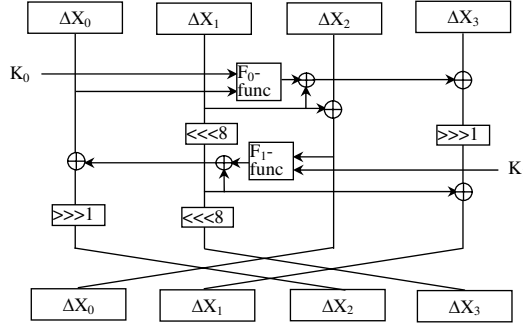 ΔX₀ ΔX₁ ΔX₂ ΔX₃
K₀
F₀-
func
<<<8
>>>1
F₁-
func
K
>>>1
<<<8
ΔX₀ ΔX₁ ΔX₂ ΔX₃